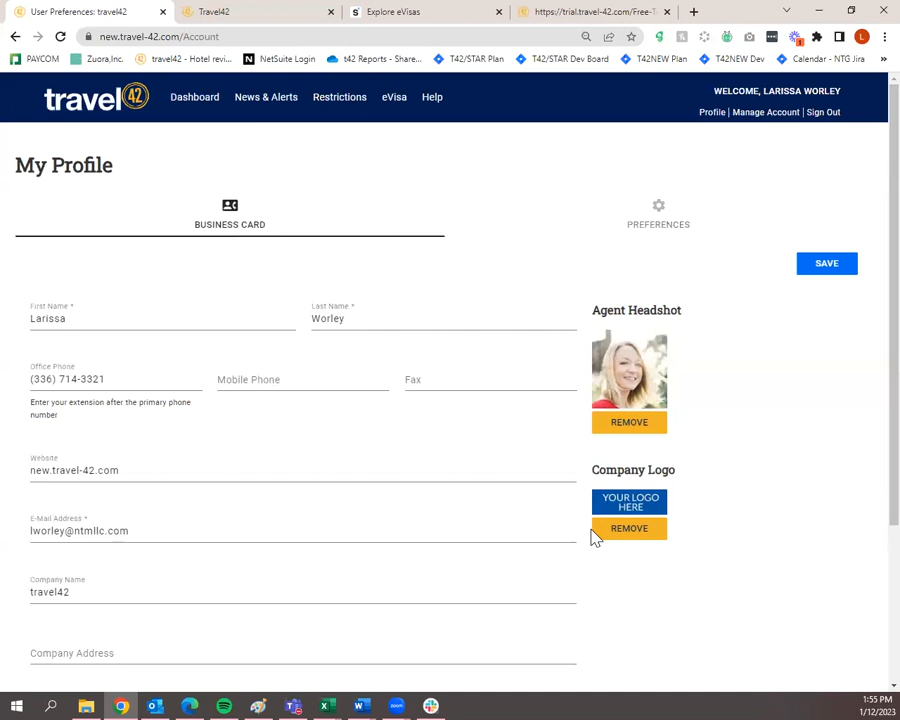 User Preferences: travel42
Travel42
Explore eVisas
https://trial.travel-42.com/Free-T
new.travel-42.com/Account
PAYCOM
Zuora,Inc.
travel42 - Hotel revi...
NetSuite Login
t42 Reports - Share...
T42/STAR Plan
T42/STAR Dev Board
T42NEW Plan
T42NEW Dev
Calendar - NTG Jira
travel 42
Dashboard
News & Alerts
Restrictions
eVisa
Help
WELCOME, LARISSA WORLEY
Profile | Manage Account | Sign Out
My Profile
BUSINESS CARD
PREFERENCES
SAVE
First Name *
Larissa
Last Name *
Worley
Office Phone
(336) 714-3321
Mobile Phone
Fax
Enter your extension after the primary phone
number
Website
new.travel-42.com
E-Mail Address *
lworley@ntmllc.com
Company Name
travel42
Company Address
Agent Headshot
REMOVE
Company Logo
YOUR LOGO
HERE
REMOVE
1:55 PM
1/12/2023